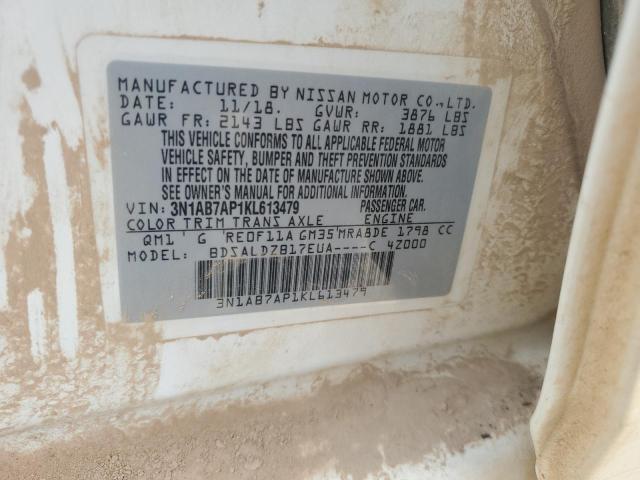 MANUFACTURED BY NISSAN MOTOR CO.,LTD.
DATE: 11/18. GVWR: 3876 LBS
GAWR FR: 2143 LBS GAWR RR: 1881 LBS
THIS VEHICLE CONFORMS TO ALL APPLICABLE FEDERAL MOTOR
VEHICLE SAFETY, BUMPER AND THEFT PREVENTION STANDARDS
IN EFFECT ON THE DATE OF MANUFACTURE SHOWN ABOVE.
SEE OWNER'S MANUAL FOR ADDITIONAL INFORMATION.
VIN: 3N1AB7AP1KL613479 PASSENGER CAR.
COLOR TRIM TRANS AXLE ENGINE
QM1' G RE0F11A GM35'MRA8DE 1798 CC
MODEL: BDSALDZB17EUA----C 4Z000
3N1AB7AP1KL613479